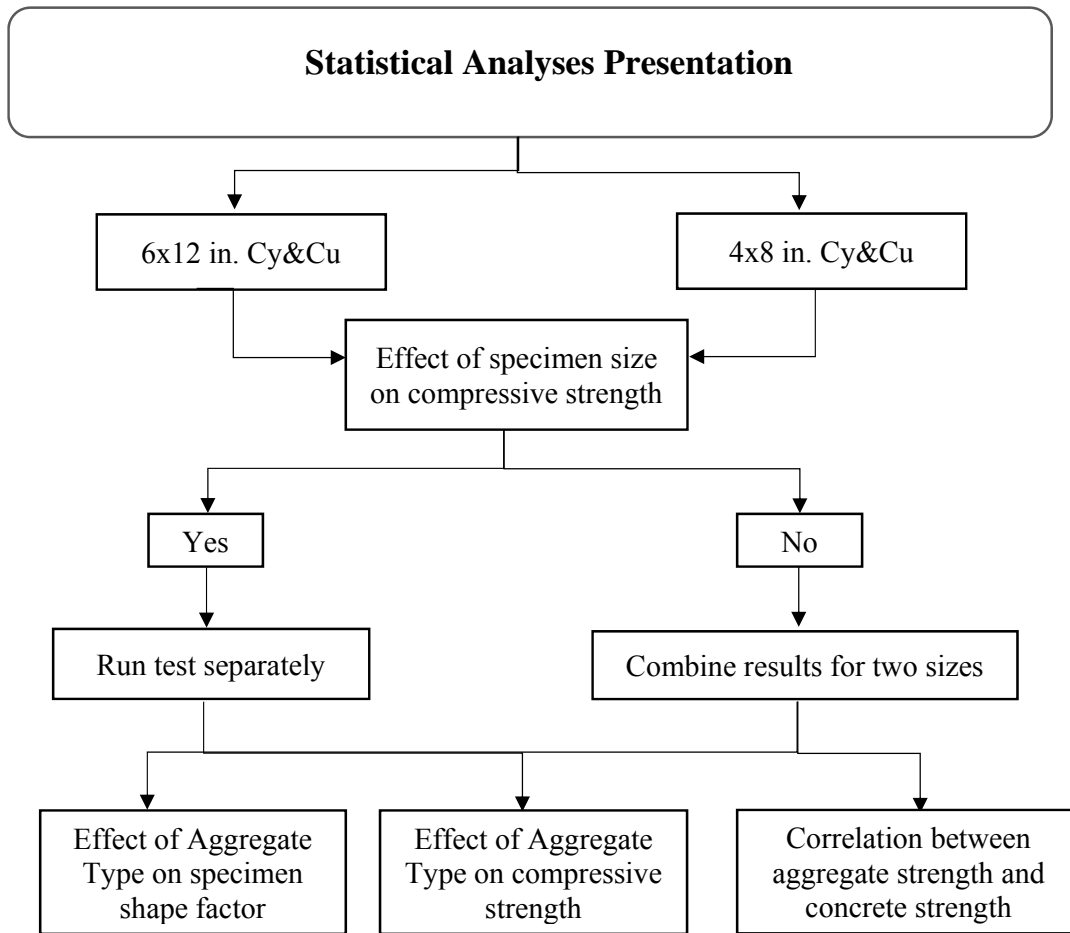 Statistical Analyses Presentation
6x12 in. Cy&Cu
4x8 in. Cy&Cu
Effect of specimen size
on compressive strength
Yes
No
Run test separately
Combine results for two sizes
Effect of Aggregate
Type on specimen
shape factor
Effect of Aggregate
Type on compressive
strength
Correlation between
aggregate strength and
concrete strength